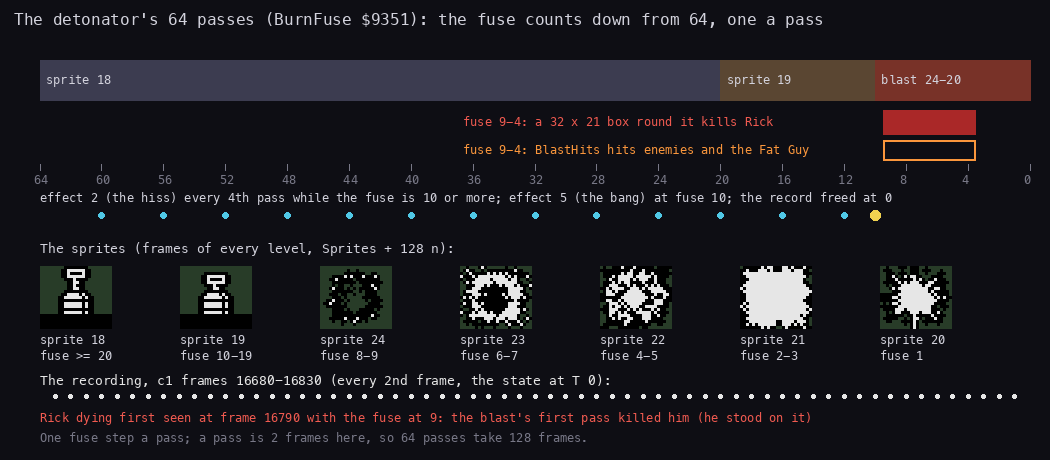 The detonator's 64 passes (BurnFuse $9351): the fuse counts down from 64, one a pass
sprite 18 sprite 19 blast 24–20
fuse 9–4: a 32 x 21 box round it kills Rick
fuse 9–4: BlastHits hits enemies and the Fat Guy
64 60 56 52 48 44 40 36 32 28 24 20 16 12 8 4 0
effect 2 (the hiss) every 4th pass while the fuse is 10 or more; effect 5 (the bang) at fuse 10; the record freed at 0
The sprites (frames of every level, Sprites + 128 n):
sprite 18 sprite 19 sprite 24 sprite 23 sprite 22 sprite 21 sprite 20
fuse >= 20 fuse 10–19 fuse 8–9 fuse 6–7 fuse 4–5 fuse 2–3 fuse 1
The recording, c1 frames 16680–16830 (every 2nd frame, the state at T 0):
Rick dying first seen at frame 16790 with the fuse at 9: the blast's first pass killed him (he stood on it)
One fuse step a pass; a pass is 2 frames here, so 64 passes take 128 frames.